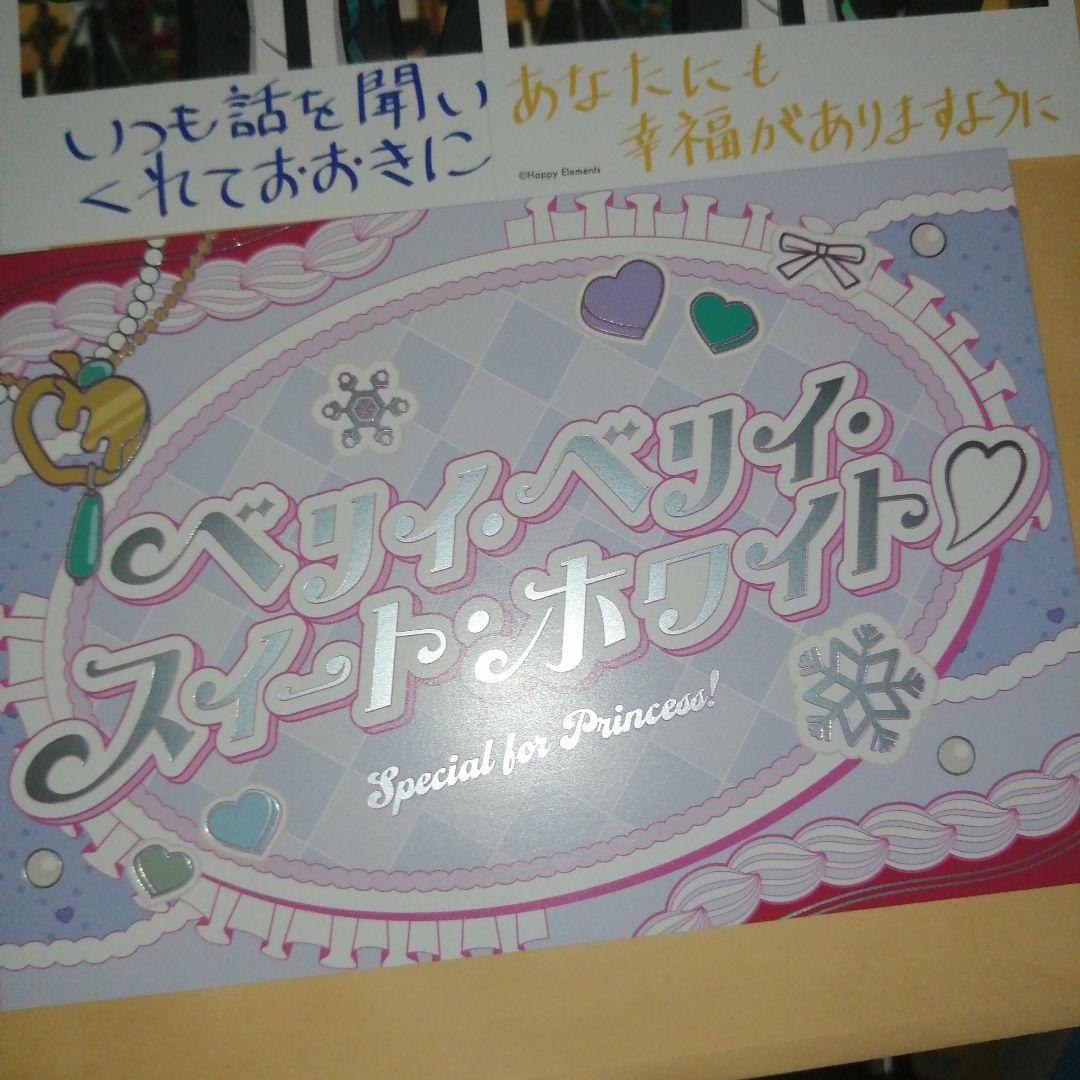 いつも話を聞い
くれておおきに
あなたにも
幸福がありますように
©Happy Elements
ベリィ・ベリィ・
スイート・ホワイト
Special for Princess!